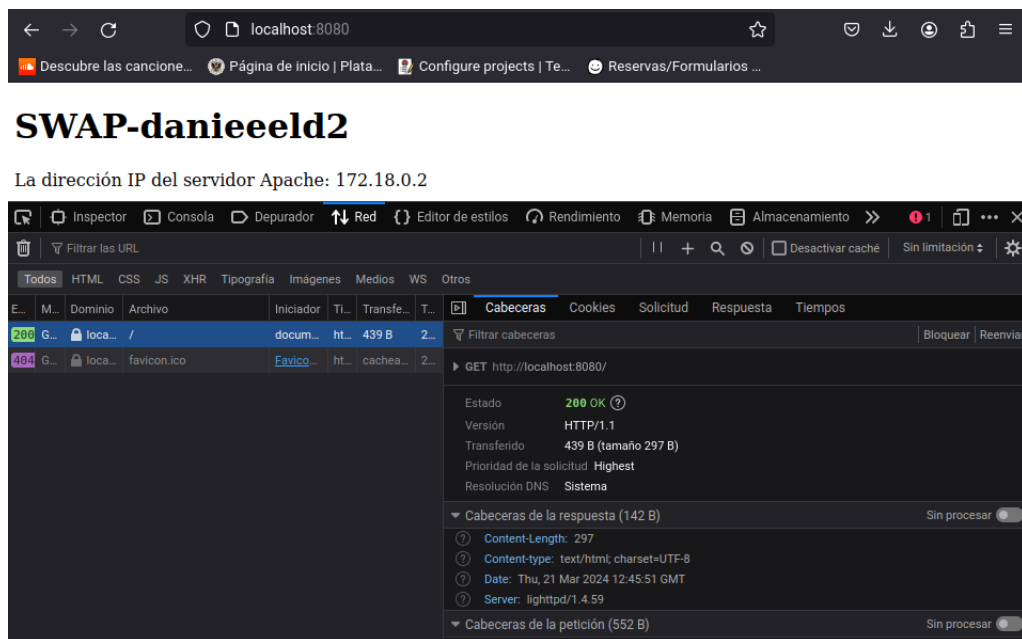 localhost:8080
Descubre las cancione... Página de inicio | Plata... Configure projects | Te... Reservas/Formularios ...
SWAP-danieeeld2
La dirección IP del servidor Apache: 172.18.0.2
Inspector Consola Depurador Red Editor de estilos Rendimiento Memoria Almacenamiento 1
Filtrar las URL Desactivar caché Sin limitación
Todos HTML CSS JS XHR Tipografía Imágenes Medios WS Otros
E... M... Dominio Archivo Iniciador Ti... Transfe... T... Cabeceras Cookies Solicitud Respuesta Tiempos
200 G... loca... / docum... ht... 439 B 2... Filtrar cabeceras Bloquear Reenviar
404 G... loca... favicon.ico Favico... ht... cachea... 2...
GET http://localhost:8080/
Estado 200 OK
Versión HTTP/1.1
Transferido 439 B (tamaño 297 B)
Prioridad de la solicitud Highest
Resolución DNS Sistema
Cabeceras de la respuesta (142 B) Sin procesar
Content-Length: 297
Content-type: text/html; charset=UTF-8
Date: Thu, 21 Mar 2024 12:45:51 GMT
Server: lighttpd/1.4.59
Cabeceras de la petición (552 B) Sin procesar